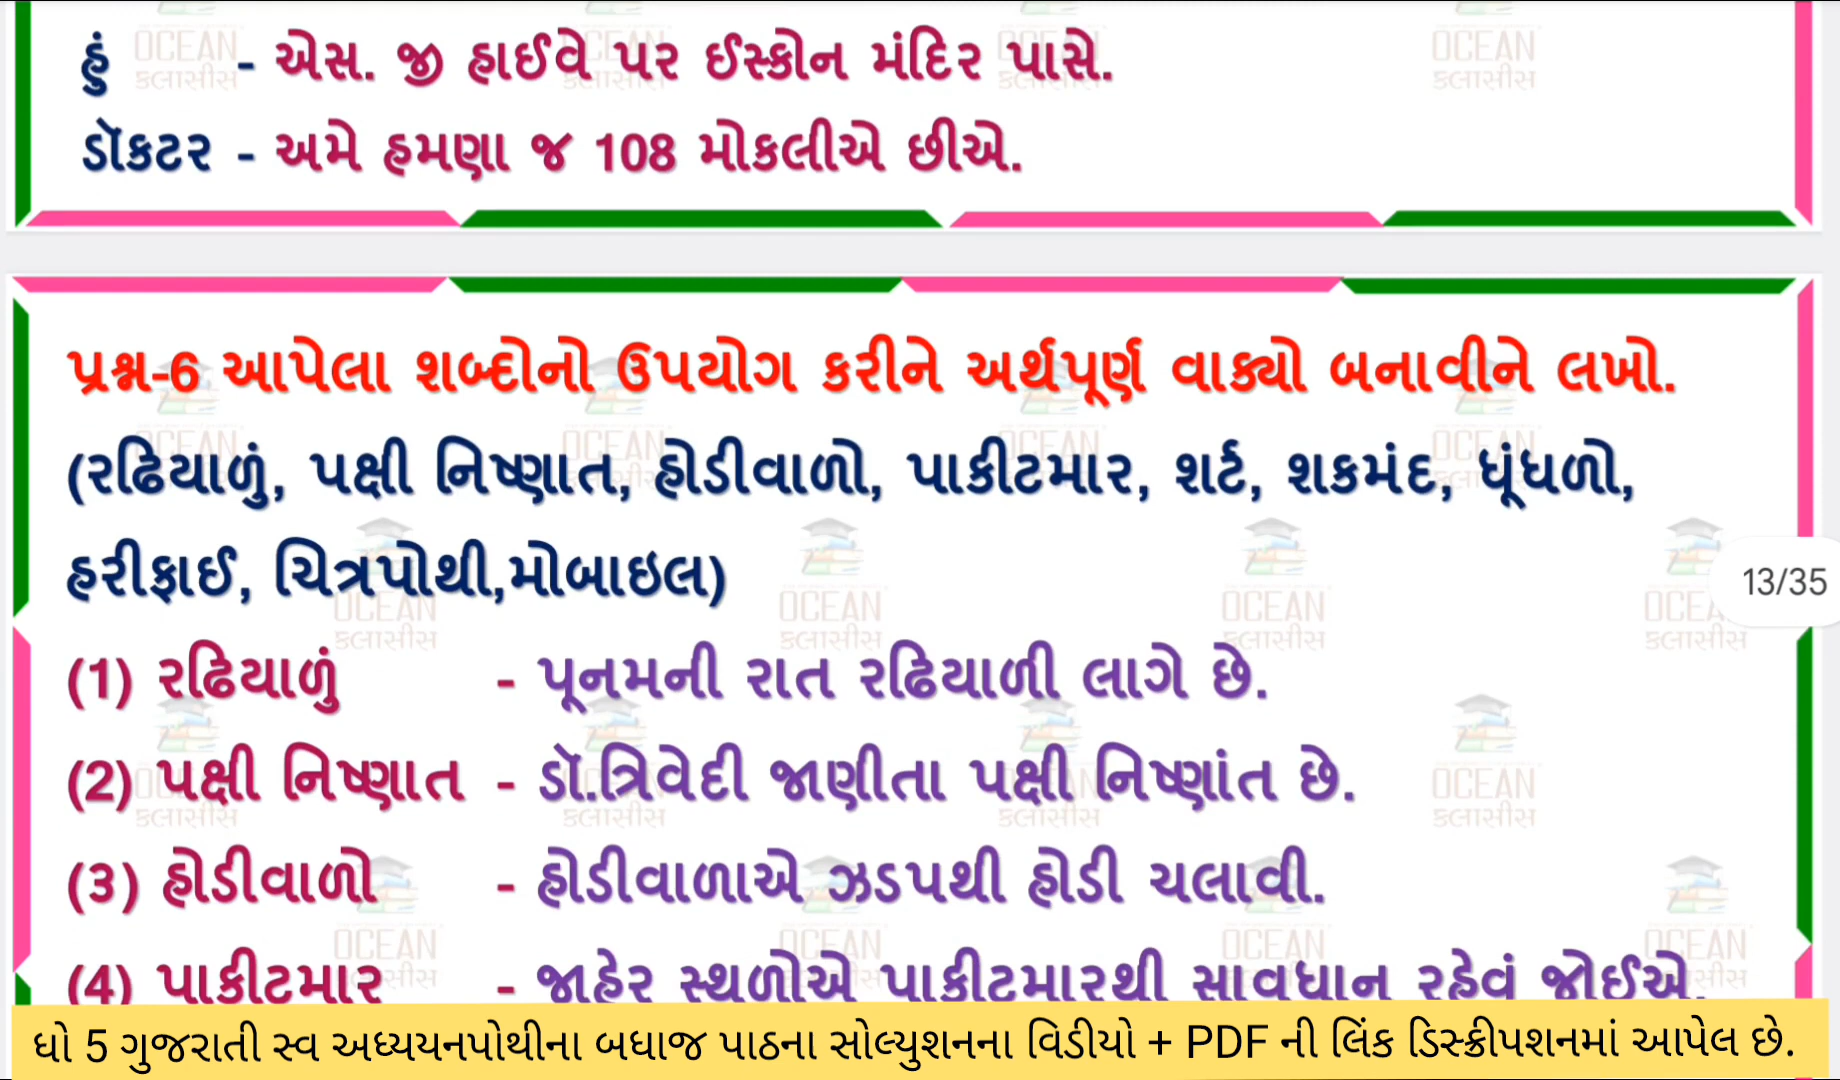 હું - એસ. જી હાઈવે પર ઈસ્કોન મંદિર પાસે.
ડૉકટર - અમે હમણા જ 108 મોકલીએ છીએ.
પ્રશ્ન-6 આપેલા શબ્દોનો ઉપયોગ કરીને અર્થપૂર્ણ વાક્યો બનાવીને લખો.
(રઢિયાળું, પક્ષી નિષ્ણાત, હોડીવાળો, પાકીટમાર, શર્ટ, શકમંદ, ધૂંધળો,
હરીફાઈ, ચિત્રપોથી,મોબાઇલ)
13/35
(1) રઢિયાળું - પૂનમની રાત રઢિયાળી લાગે છે.
(2) પક્ષી નિષ્ણાત - ડૉ.ત્રિવેદી જાણીતા પક્ષી નિષ્ણાંત છે.
(3) હોડીવાળો - હોડીવાળાએ ઝડપથી હોડી ચલાવી.
(4) પાકીટમાર - જાહેર સ્થળોએ પાકીટમારથી સાવધાન રહેવું જોઈએ.
ધો 5 ગુજરાતી સ્વ અધ્યયનપોથીના બધાજ પાઠના સોલ્યુશનના વિડીયો + PDF ની લિંક ડિસ્ક્રીપશનમાં આપેલ છે.
OCEAN
કલાસીસ